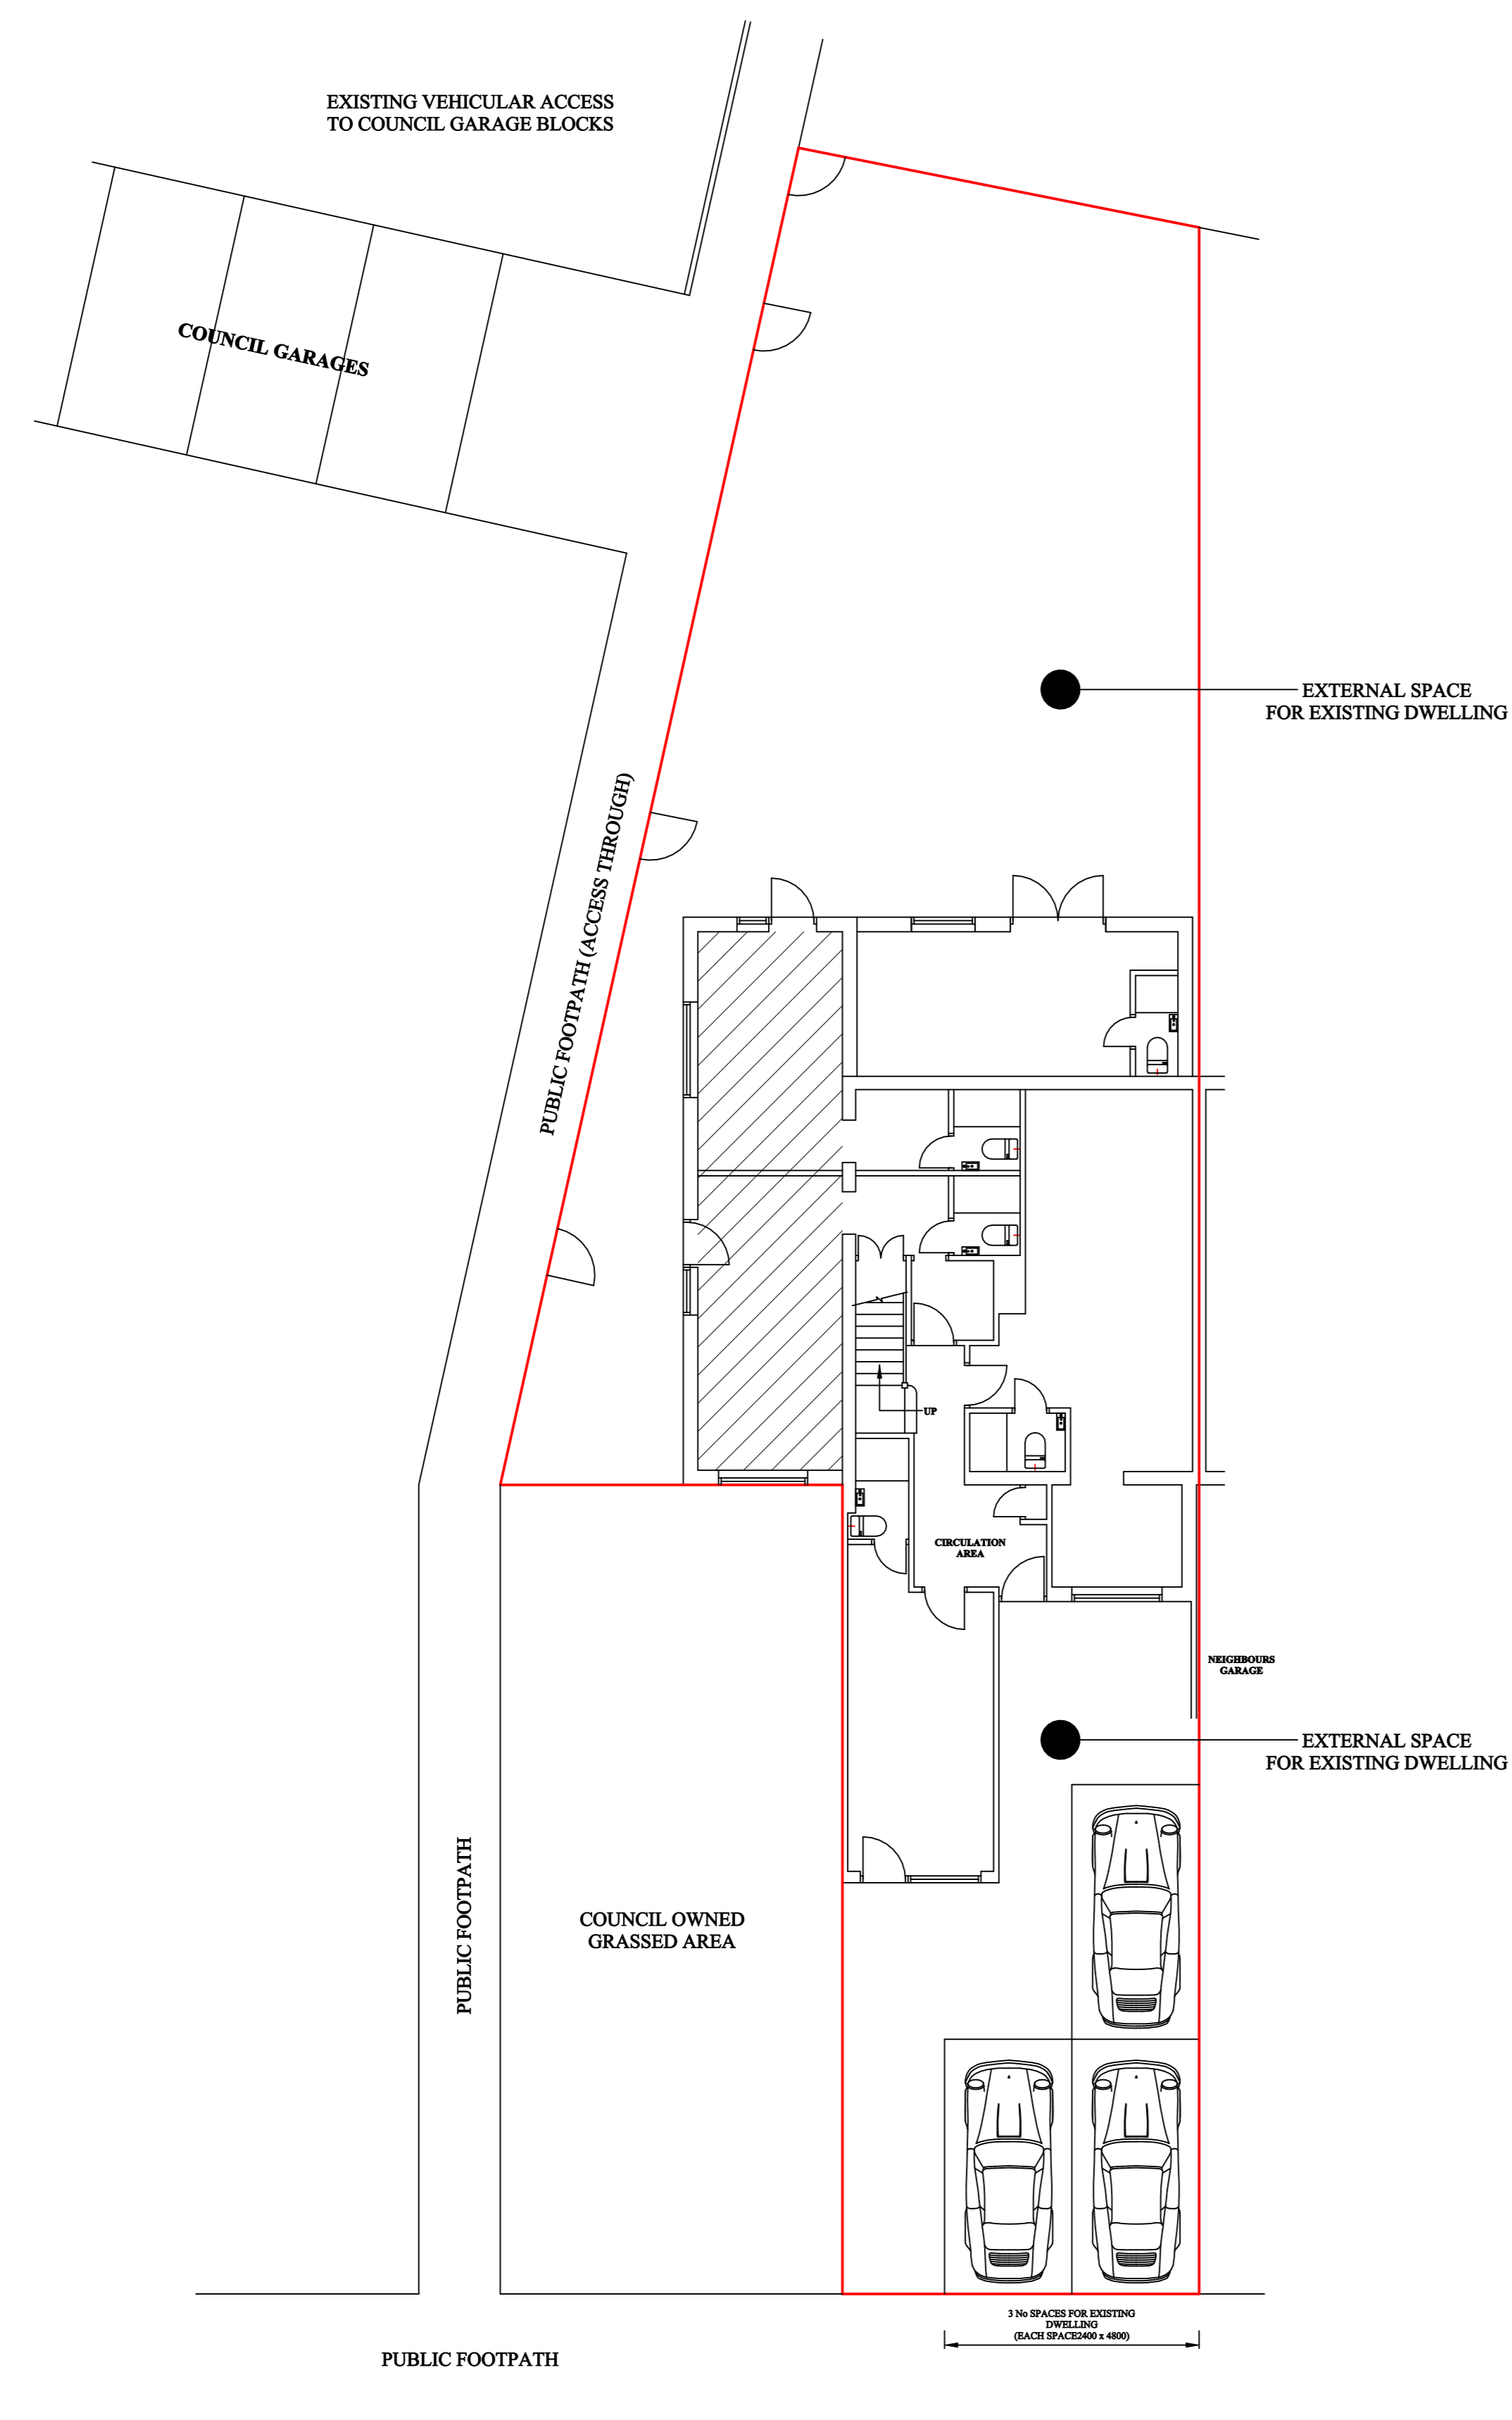 EXISTING VEHICULAR ACCESS
TO COUNCIL GARAGE BLOCKS
COUNCIL GARAGES
EXTERNAL SPACE
FOR EXISTING DWELLING
PUBLIC FOOTPATH (ACCESS THROUGH)
UP
CIRCULATION
AREA
NEIGHBOURS
GARAGE
EXTERNAL SPACE
FOR EXISTING DWELLING
PUBLIC FOOTPATH
COUNCIL OWNED
GRASSED AREA
3 No SPACES FOR EXISTING
DWELLING
(EACH SPACE2400 x 4800)
PUBLIC FOOTPATH